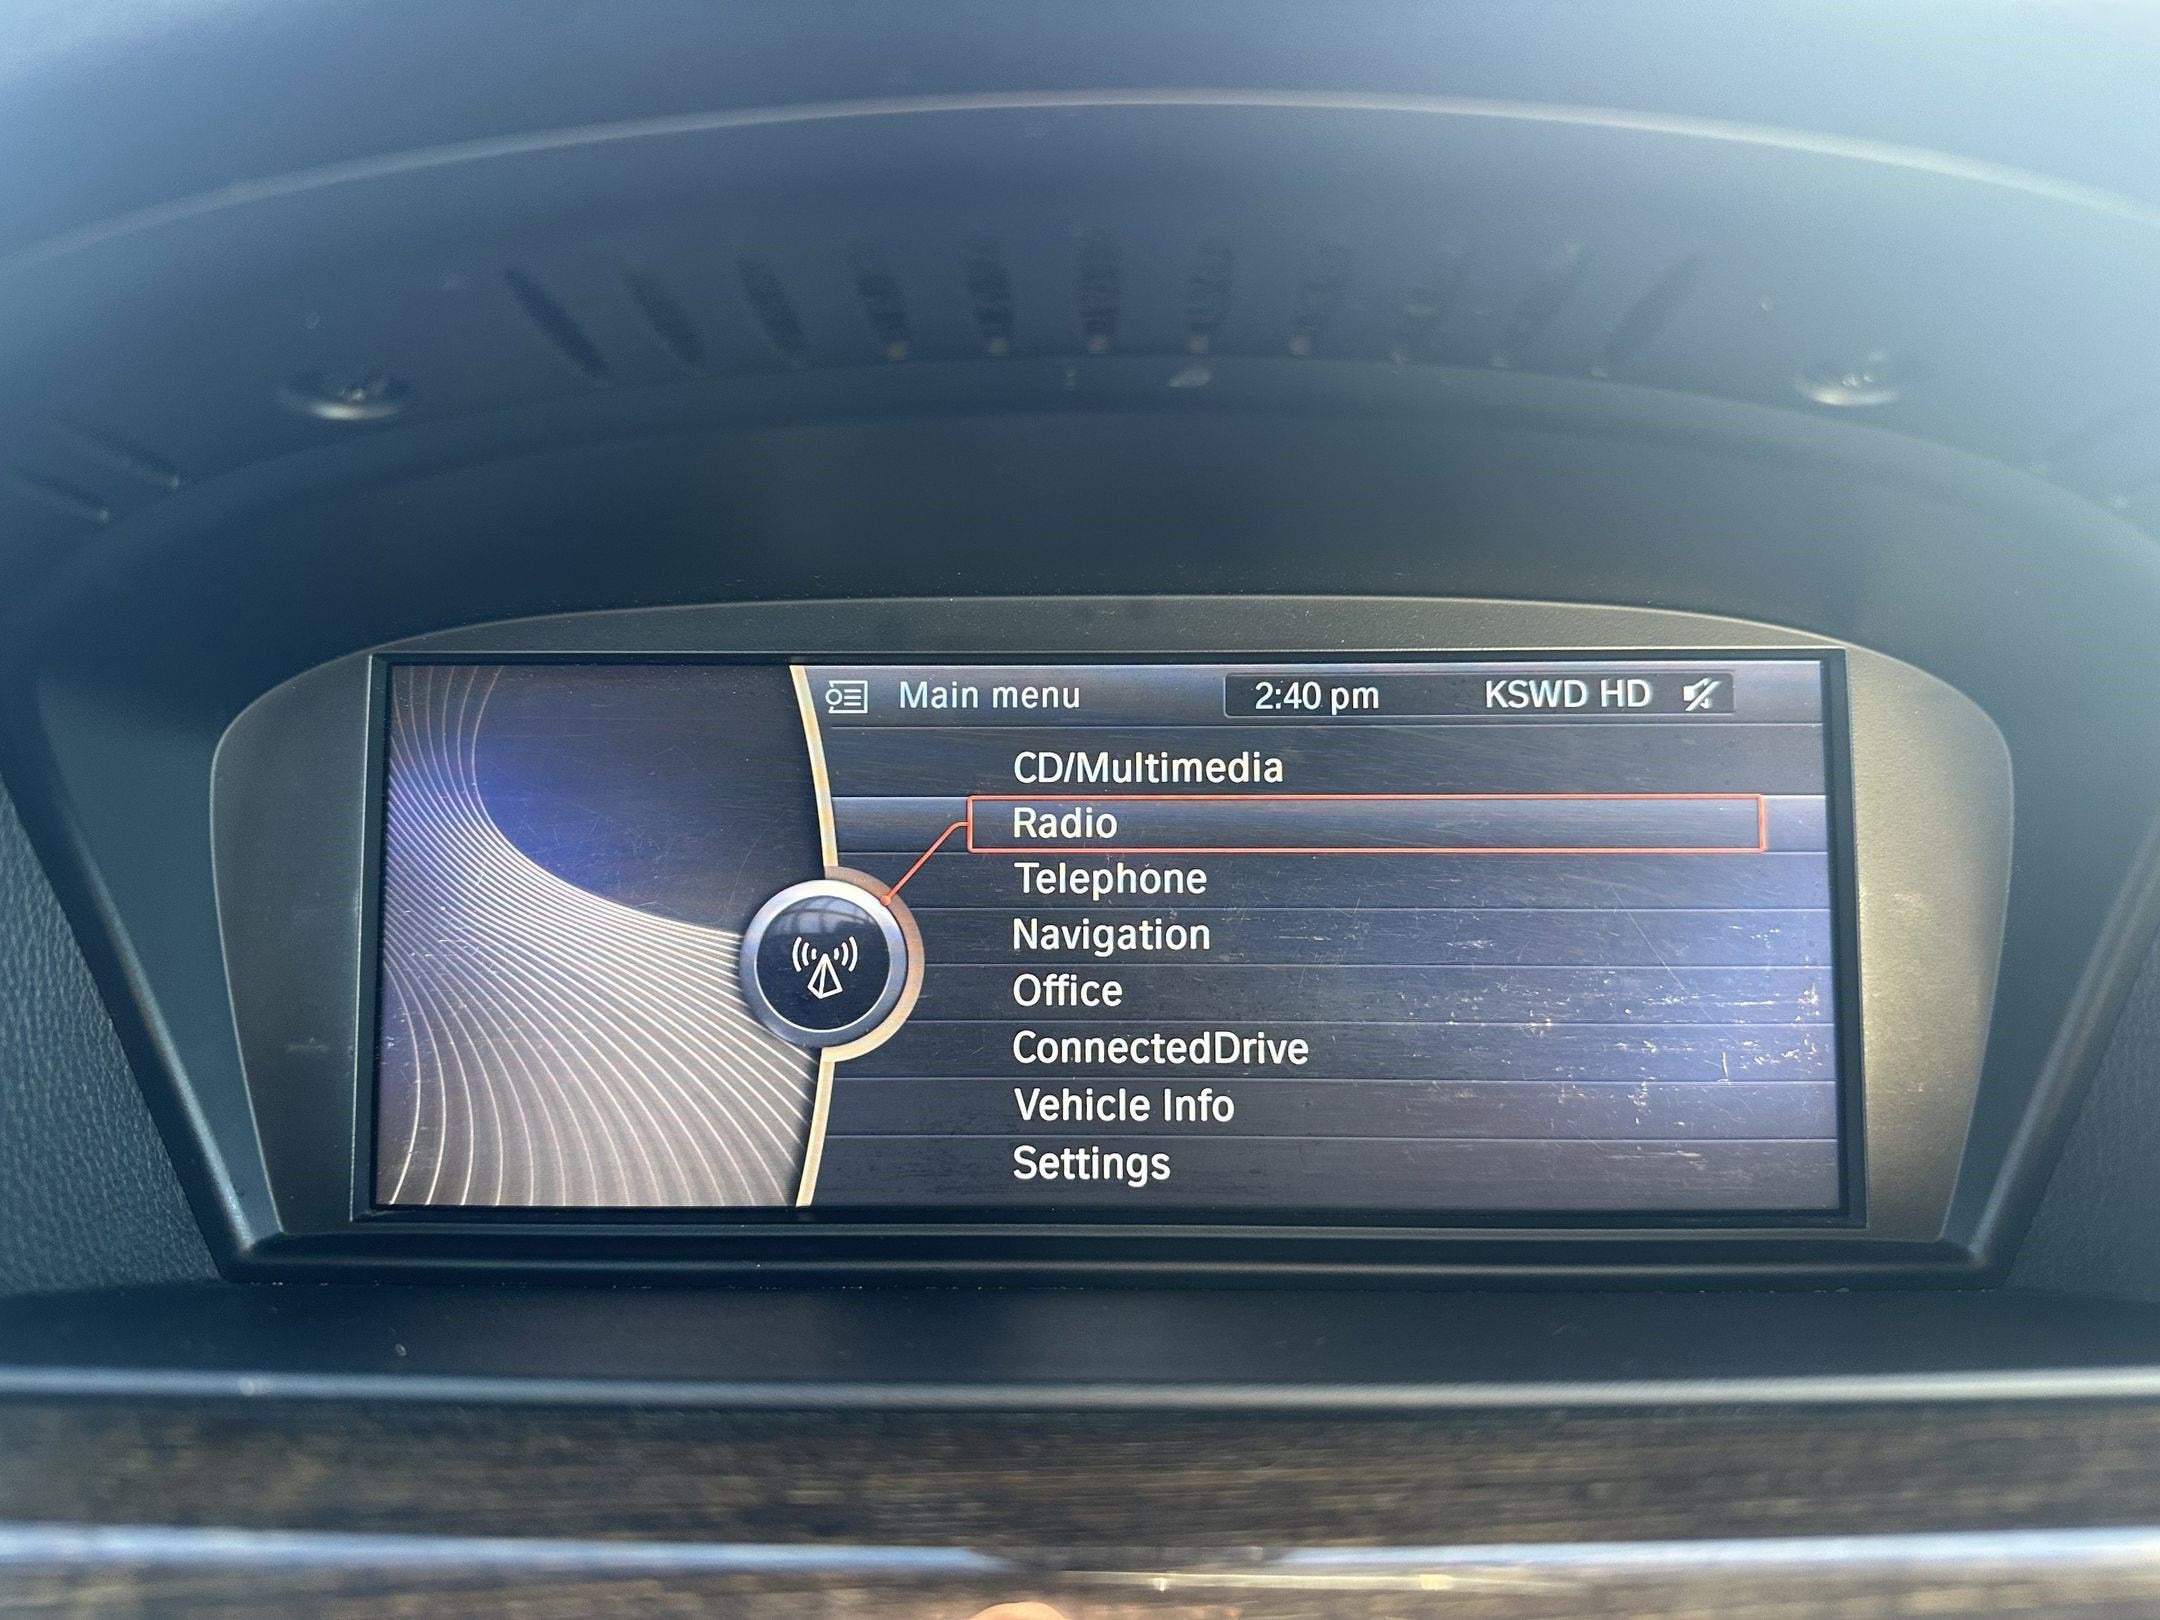 Main menu 2:40 pm KSWD HD
CD/Multimedia
Radio
Telephone
Navigation
Office
ConnectedDrive
Vehicle Info
Settings